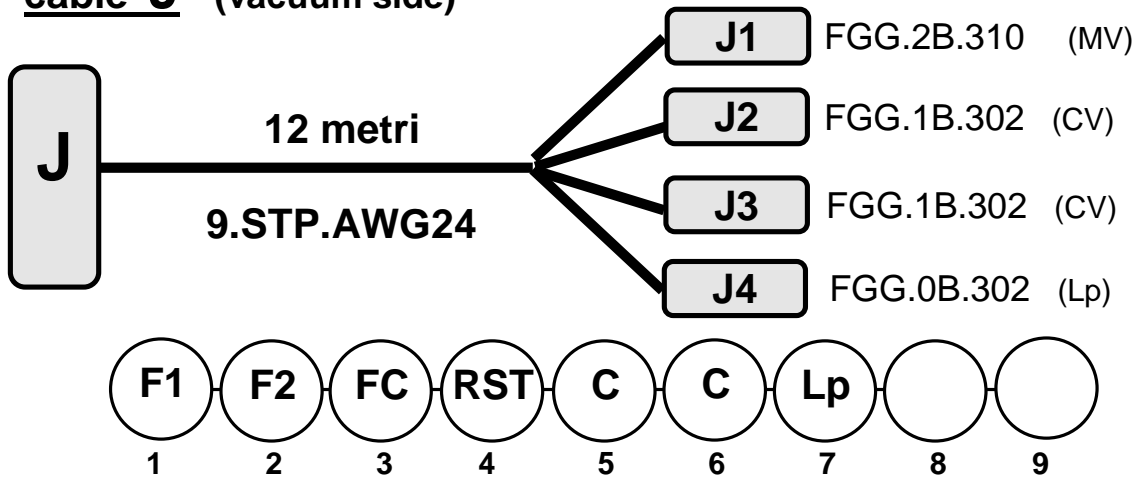 cable J (vacuum side)
J1 FGG.2B.310 (MV)
J2 FGG.1B.302 (CV)
J 12 metri
J3 FGG.1B.302 (CV)
9.STP.AWG24
J4 FGG.0B.302 (Lp)
F1 F2 FC RST C C Lp
1 2 3 4 5 6 7 8 9